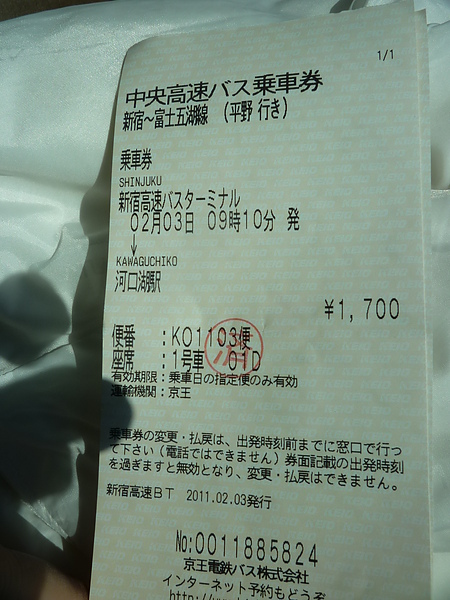 1/1
中央高速バス乗車券
新宿～富士五湖線 （平野 行き）
乗車券
SHINJUKU
新宿高速バスターミナル
02月03日 09時10分 発
↓
KAWAGUCHIKO
河口湖駅
¥1,700
便番 :K01103便
座席 :1号車 01D
有効期限：乗車日の指定便のみ有効
運輸機関：京王
乗車券の変更・払戻は、出発時刻前までに窓口で行っ
て下さい（電話ではできません）券面記載の出発時刻
を過ぎますと無効となり、変更・払戻はできません。
新宿高速ＢＴ 2011.02.03発行
No:0011885824
京王電鉄バス株式会社
インターネット予約もどうぞ